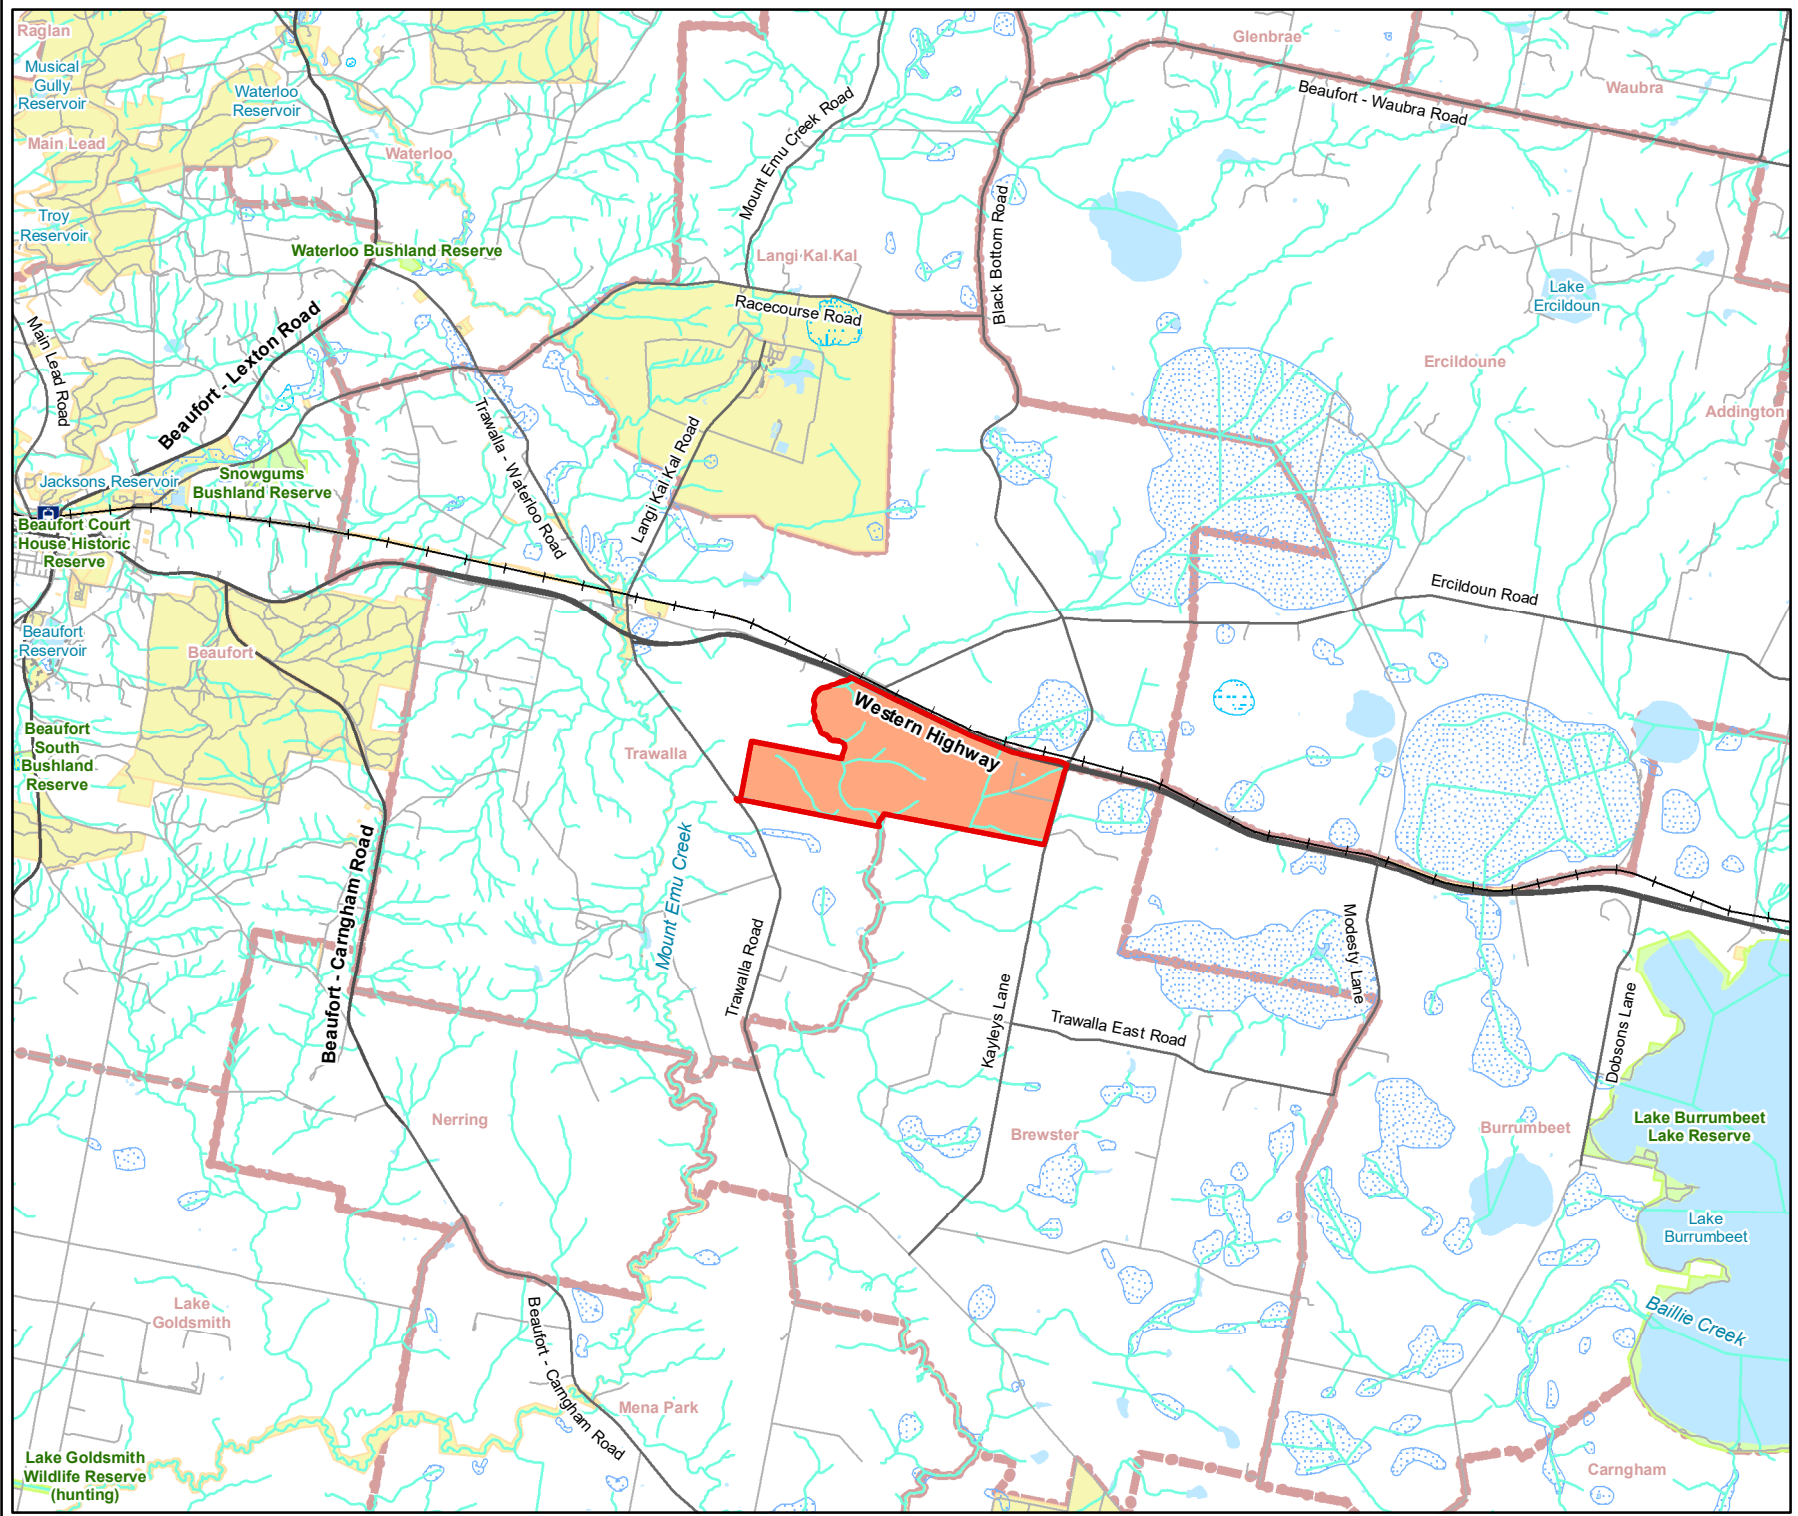 Raglan
Glenbrae
Musical
Gully
Reservoir
Waterloo
Reservoir
Waubra
Beaufort - Waubra Road
Mount Emu Creek Road
Main Lead
Waterloo
Troy
Reservoir
Black Bottom Road
Waterloo Bushland Reserve
Langi Kal Kal
Racecourse Road
Lake
Ercildoun
Main Lead Road
Beaufort - Lexton Road
Ercildoune
Addington
Trawalla - Waterloo Road
Langi Kal Kal Road
Jacksons Reservoir
Snowgums
Bushland Reserve
Beaufort Court
House Historic
Reserve
Ercildoun Road
Beaufort
Reservoir
Beaufort
Western Highway
Beaufort
South
Bushland
Reserve
Trawalla
Mount Emu Creek
Beaufort - Carngham Road
Trawalla Road
Modesty Lane
Kayleys Lane
Trawalla East Road
Dobsons Lane
Nerring
Brewster
Burrumbeet
Lake Burrumbeet
Lake Reserve
Lake
Burrumbeet
Lake
Goldsmith
Baillie Creek
Beaufort - Carngham Road
Mena Park
Lake Goldsmith
Wildlife Reserve
(hunting)
Carngham